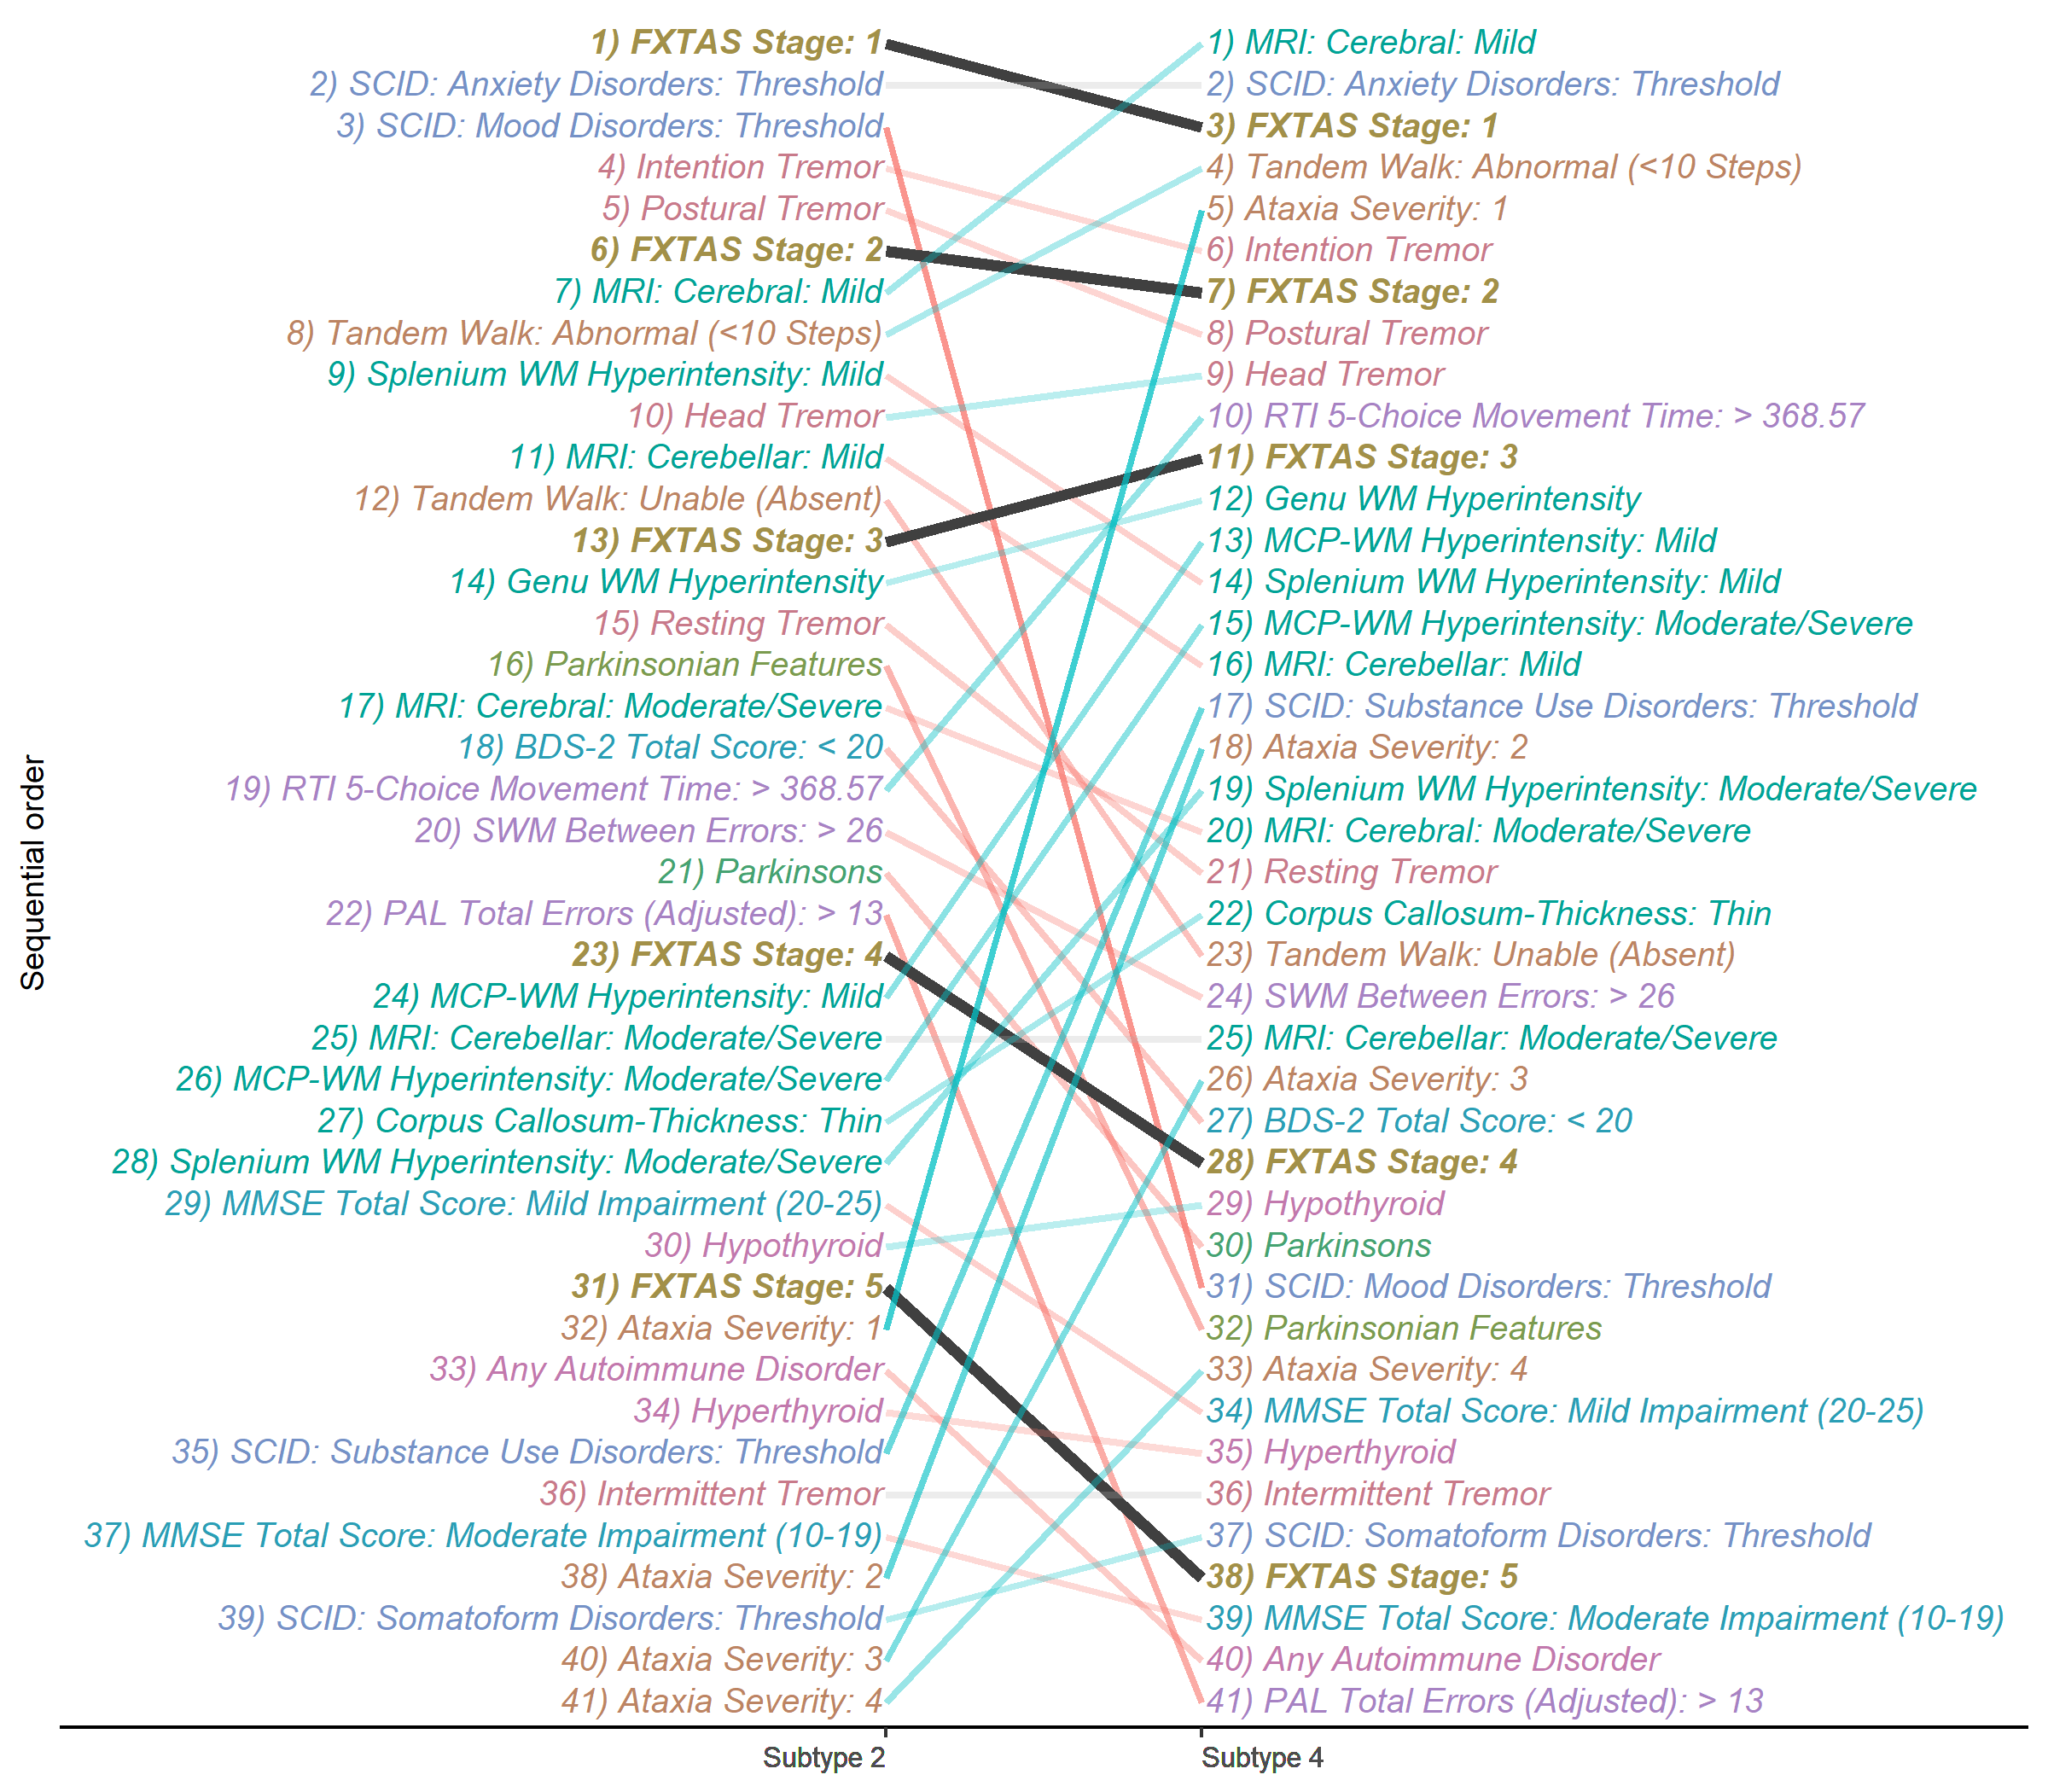 Sequential order
1) FXTAS Stage: 1
2) SCID: Anxiety Disorders: Threshold
3) SCID: Mood Disorders: Threshold
4) Intention Tremor
5) Postural Tremor
6) FXTAS Stage: 2
7) MRI: Cerebral: Mild
8) Tandem Walk: Abnormal (<10 Steps)
9) Splenium WM Hyperintensity: Mild
10) Head Tremor
11) MRI: Cerebellar: Mild
12) Tandem Walk: Unable (Absent)
13) FXTAS Stage: 3
14) Genu WM Hyperintensity
15) Resting Tremor
16) Parkinsonian Features
17) MRI: Cerebral: Moderate/Severe
18) BDS-2 Total Score: < 20
19) RTI 5-Choice Movement Time: > 368.57
20) SWM Between Errors: > 26
21) Parkinsons
22) PAL Total Errors (Adjusted): > 13
23) FXTAS Stage: 4
24) MCP-WM Hyperintensity: Mild
25) MRI: Cerebellar: Moderate/Severe
26) MCP-WM Hyperintensity: Moderate/Severe
27) Corpus Callosum-Thickness: Thin
28) Splenium WM Hyperintensity: Moderate/Severe
29) MMSE Total Score: Mild Impairment (20-25)
30) Hypothyroid
31) FXTAS Stage: 5
32) Ataxia Severity: 1
33) Any Autoimmune Disorder
34) Hyperthyroid
35) SCID: Substance Use Disorders: Threshold
36) Intermittent Tremor
37) MMSE Total Score: Moderate Impairment (10-19)
38) Ataxia Severity: 2
39) SCID: Somatoform Disorders: Threshold
40) Ataxia Severity: 3
41) Ataxia Severity: 4
1) MRI: Cerebral: Mild
2) SCID: Anxiety Disorders: Threshold
3) FXTAS Stage: 1
4) Tandem Walk: Abnormal (<10 Steps)
5) Ataxia Severity: 1
6) Intention Tremor
7) FXTAS Stage: 2
8) Postural Tremor
9) Head Tremor
10) RTI 5-Choice Movement Time: > 368.57
11) FXTAS Stage: 3
12) Genu WM Hyperintensity
13) MCP-WM Hyperintensity: Mild
14) Splenium WM Hyperintensity: Mild
15) MCP-WM Hyperintensity: Moderate/Severe
16) MRI: Cerebellar: Mild
17) SCID: Substance Use Disorders: Threshold
18) Ataxia Severity: 2
19) Splenium WM Hyperintensity: Moderate/Severe
20) MRI: Cerebral: Moderate/Severe
21) Resting Tremor
22) Corpus Callosum-Thickness: Thin
23) Tandem Walk: Unable (Absent)
24) SWM Between Errors: > 26
25) MRI: Cerebellar: Moderate/Severe
26) Ataxia Severity: 3
27) BDS-2 Total Score: < 20
28) FXTAS Stage: 4
29) Hypothyroid
30) Parkinsons
31) SCID: Mood Disorders: Threshold
32) Parkinsonian Features
33) Ataxia Severity: 4
34) MMSE Total Score: Mild Impairment (20-25)
35) Hyperthyroid
36) Intermittent Tremor
37) SCID: Somatoform Disorders: Threshold
38) FXTAS Stage: 5
39) MMSE Total Score: Moderate Impairment (10-19)
40) Any Autoimmune Disorder
41) PAL Total Errors (Adjusted): > 13
Subtype 2
Subtype 4